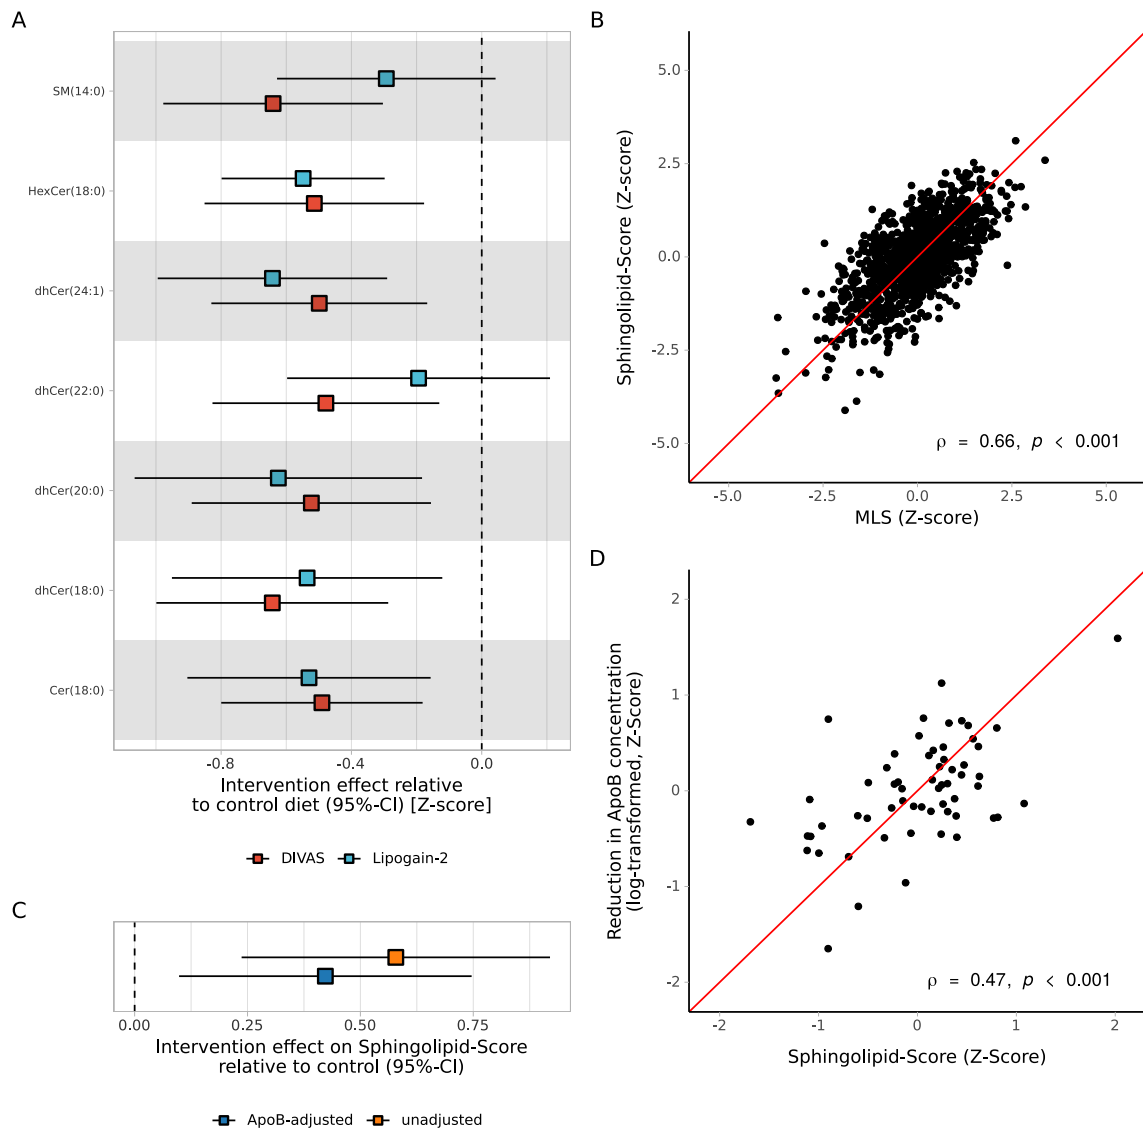 A
SM(14:0)
HexCer(18:0)
dhCer(24:1)
dhCer(22:0)
dhCer(20:0)
dhCer(18:0)
Cer(18:0)
-0.8
-0.4
0.0
Intervention effect relative
to control diet (95%-CI) [Z-score]
DIVAS
Lipogain-2
B
5.0
2.5
0.0
-2.5
-5.0
Sphingolipid-Score (Z-score)
ρ = 0.66, p < 0.001
-5.0
-2.5
0.0
2.5
5.0
MLS (Z-score)
C
0.00
0.25
0.50
0.75
Intervention effect on Sphingolipid-Score
relative to control (95%-CI)
ApoB-adjusted
unadjusted
D
2
1
0
-1
-2
Reduction in ApoB concentration
(log-transformed, Z-Score)
ρ = 0.47, p < 0.001
-2
-1
0
1
2
Sphingolipid-Score (Z-Score)